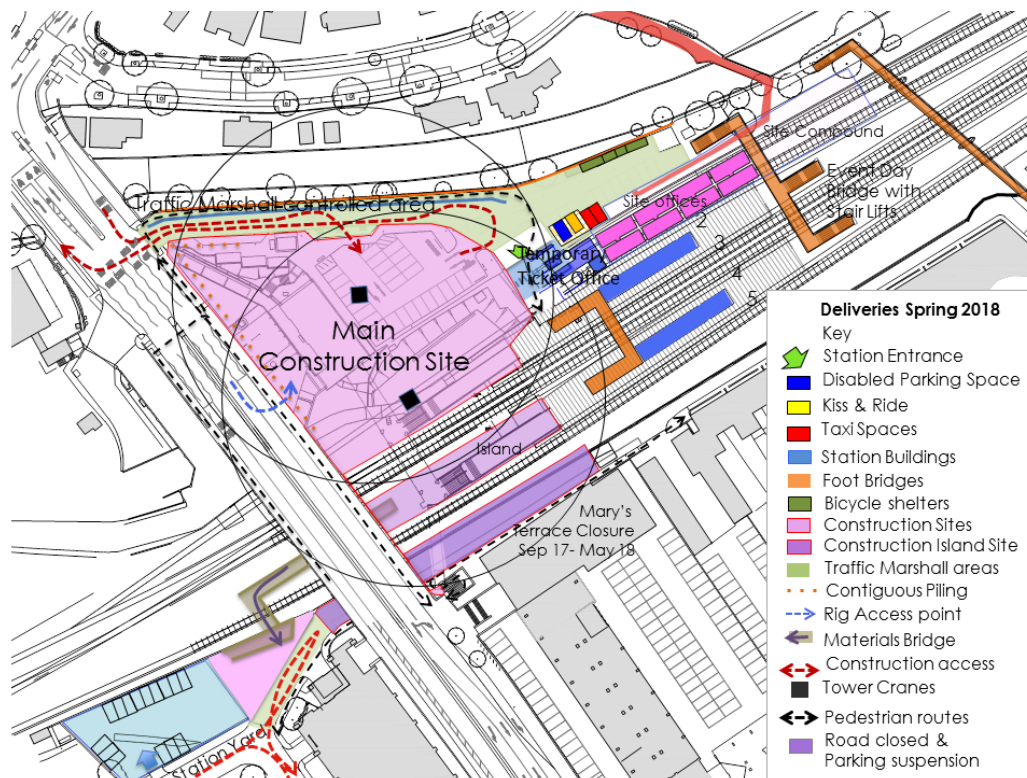 Site Compound
Traffic Marshall controlled area
Site offices
Event Day
Bridge with
Stair Lifts
2
3
4
5
Temporary
Ticket Office
Main
Construction Site
Island
Mary's
Terrace Closure
Sep 17- May 18
Station Yard
Deliveries Spring 2018
Key
Station Entrance
Disabled Parking Space
Kiss & Ride
Taxi Spaces
Station Buildings
Foot Bridges
Bicycle shelters
Construction Sites
Construction Island Site
Traffic Marshall areas
Contiguous Piling
Rig Access point
Materials Bridge
Construction access
Tower Cranes
Pedestrian routes
Road closed &
Parking suspension